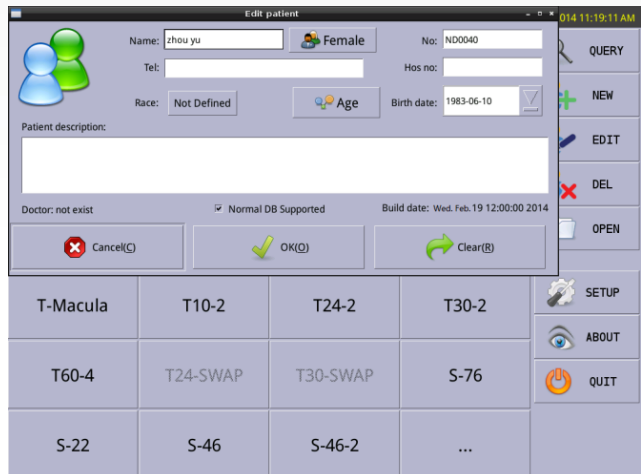 Edit patient
014 11:19:11 AM
Name: zhou yu Female No: ND0040
Tel: Hos no:
Race: Not Defined Age Birth date: 1983-06-10
Patient description:
Doctor: not exist Normal DB Supported Build date: Wed. Feb. 19 12:00:00 2014
Cancel(C) OK(O) Clear(R)
QUERY
NEW
EDIT
DEL
OPEN
SETUP
ABOUT
QUIT
T-Macula T10-2 T24-2 T30-2
T60-4 T24-SWAP T30-SWAP S-76
S-22 S-46 S-46-2 ...